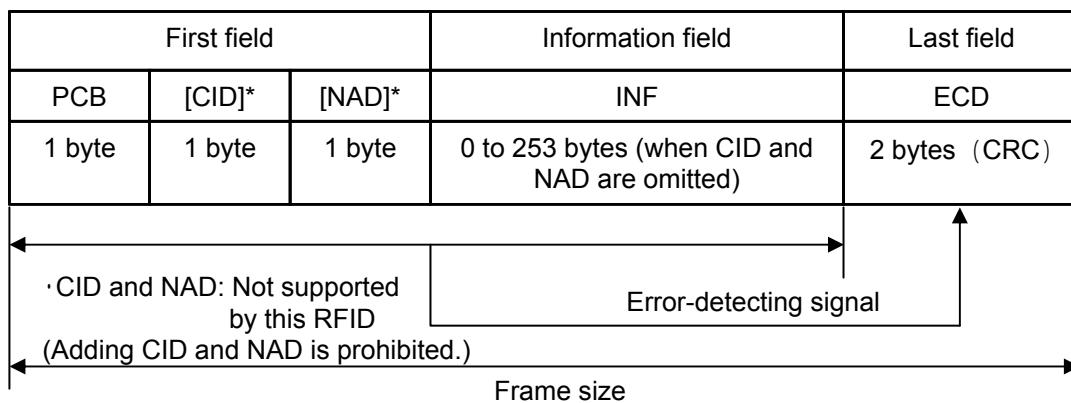 First field
Information field
Last field
PCB
[CID]*
[NAD]*
INF
ECD
1 byte
1 byte
1 byte
0 to 253 bytes (when CID and
NAD are omitted)
2 bytes （CRC）
・CID and NAD: Not supported
by this RFID
(Adding CID and NAD is prohibited.)
Error-detecting signal
Frame size